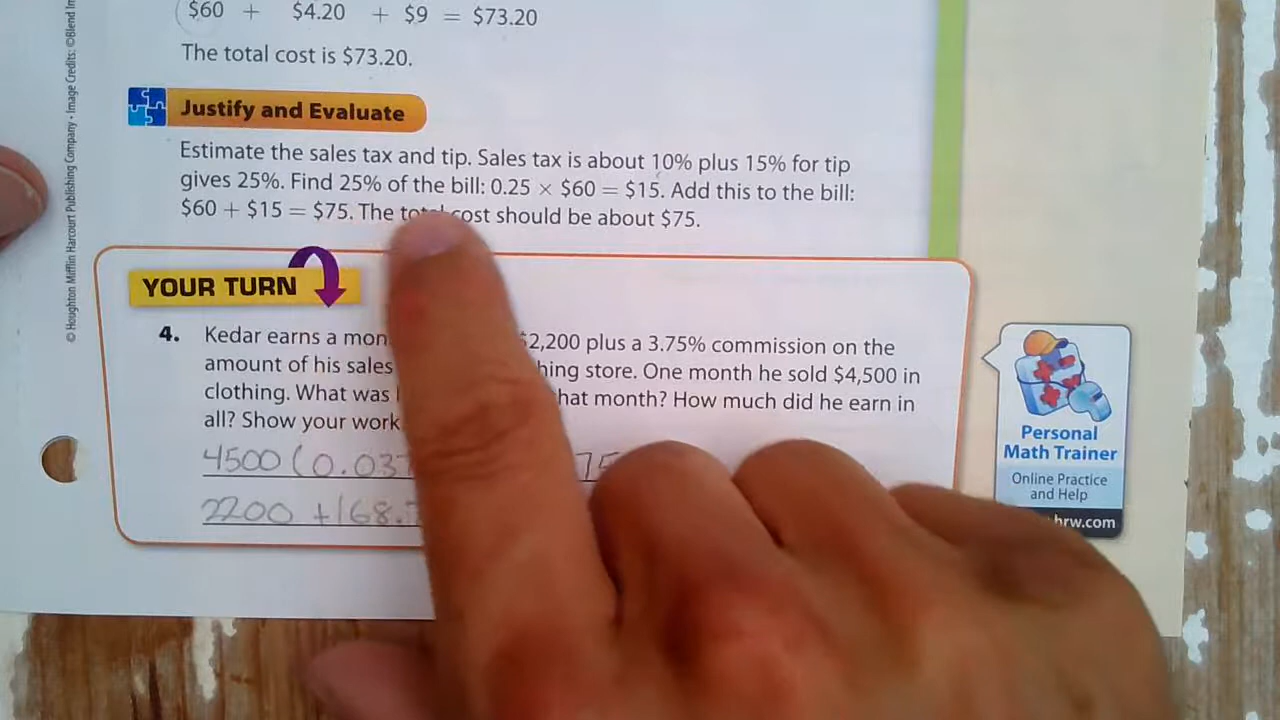 $60 + $4.20 + $9 = $73.20
The total cost is $73.20.
Justify and Evaluate
Estimate the sales tax and tip. Sales tax is about 10% plus 15% for tip
gives 25%. Find 25% of the bill: 0.25 × $60 = $15. Add this to the bill:
$60 + $15 = $75. The total cost should be about $75.
YOUR TURN
4. Kedar earns a mon $2,200 plus a 3.75% commission on the
amount of his sales hing store. One month he sold $4,500 in
clothing. What was hat month? How much did he earn in
all? Show your work
4500 (0.037 75
2200 + 168.
Personal
Math Trainer
Online Practice
and Help
hrw.com
© Houghton Mifflin Harcourt Publishing Company • Image Credits: ©Blend